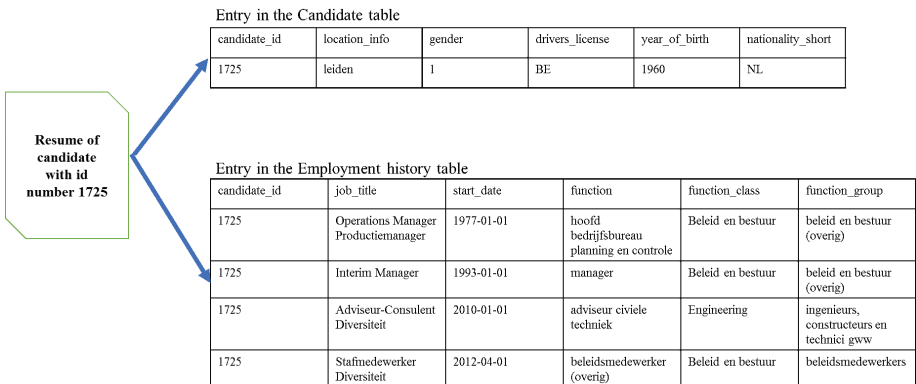 Entry in the Candidate table
candidate_id location_info gender drivers_license year_of_birth nationality_short
1725 leiden 1 BE 1960 NL
Resume of
candidate
with id
number 1725
Entry in the Employment history table
candidate_id job_title start_date function function_class function_group
1725 Operations Manager 1977-01-01 hoofd Beleid en bestuur beleid en bestuur
Productiemanager bedrijfsbureau (overig)
planning en controle
1725 Interim Manager 1993-01-01 manager Beleid en bestuur beleid en bestuur
(overig)
1725 Adviseur-Consulent 2010-01-01 adviseur civiele Engineering ingenieurs,
Diversiteit techniek constructeurs en
technici gww
1725 Stafmedewerker 2012-04-01 beleidsmedewerker Beleid en bestuur beleidsmedewerkers
Diversiteit (overig)